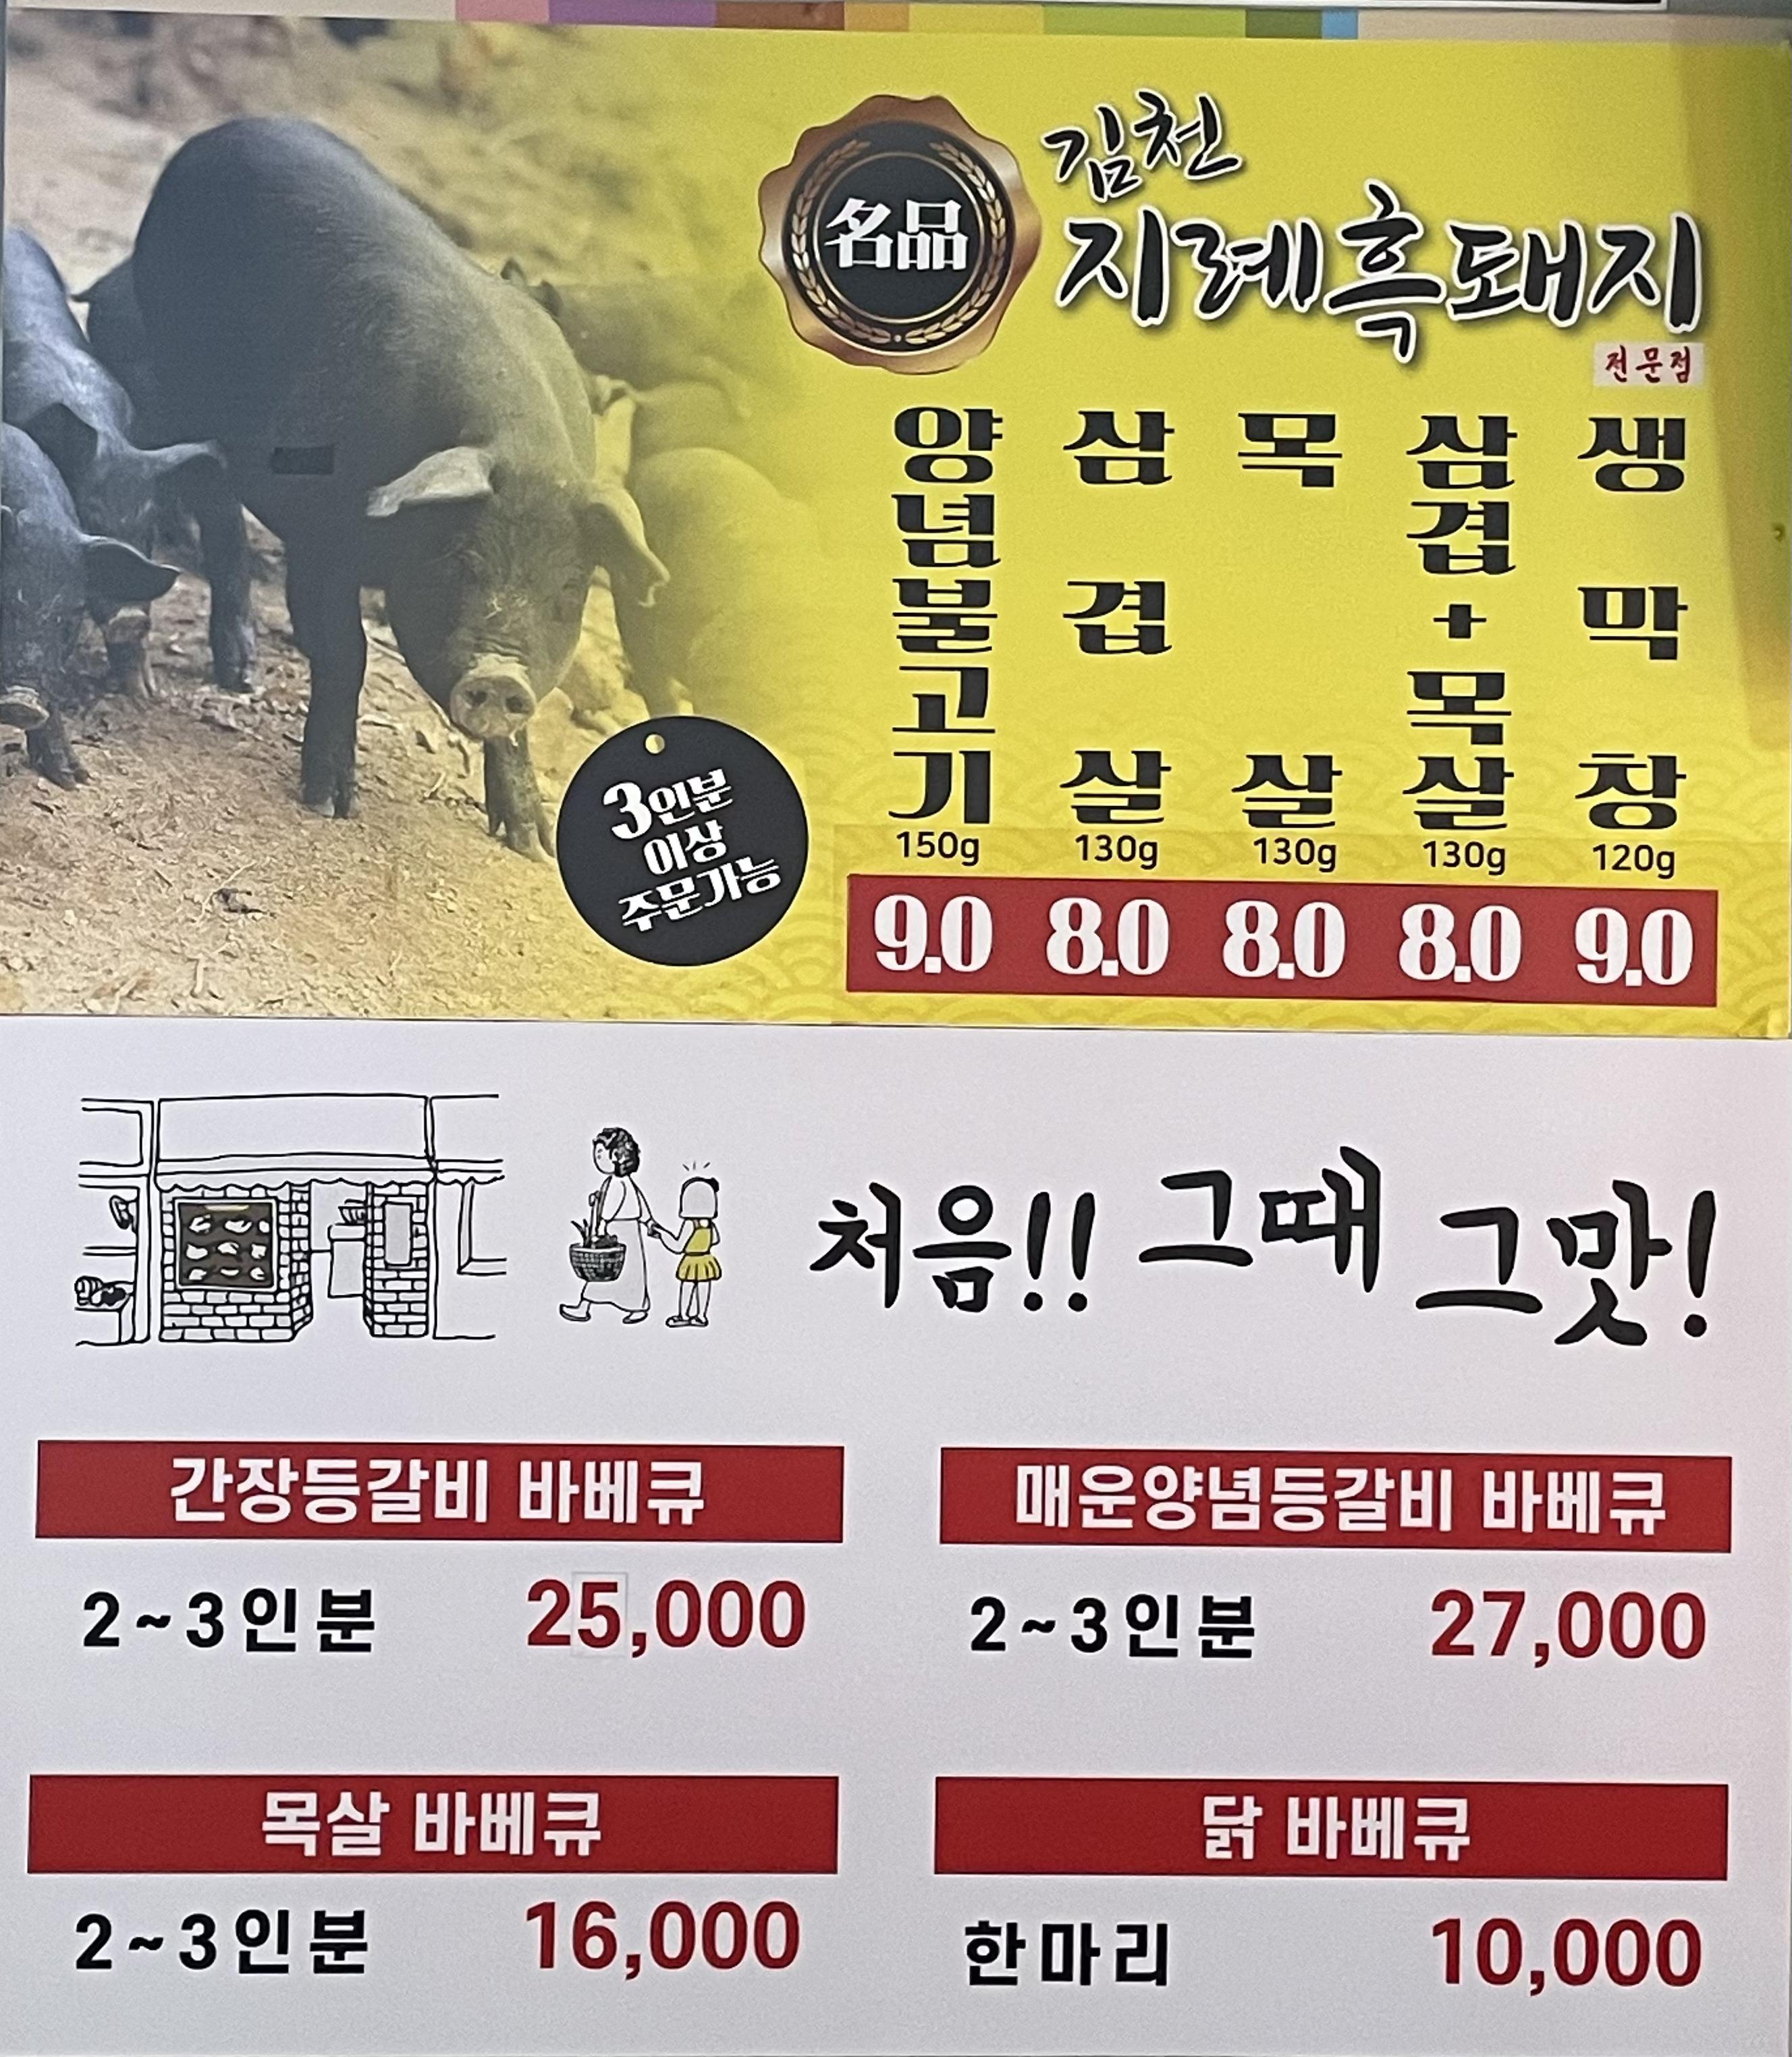 名品
김천
지례흑돼지
전문점
양념불고기 삼겹살 목살 삼겹+목살 생막창
150g 130g 130g 130g 120g
9.0 8.0 8.0 8.0 9.0
3인분
이상
주문가능
처음!! 그때 그맛!
간장등갈비 바베큐
2~3인분 25,000
매운양념등갈비 바베큐
2~3인분 27,000
목살 바베큐
2~3인분 16,000
닭 바베큐
한마리 10,000